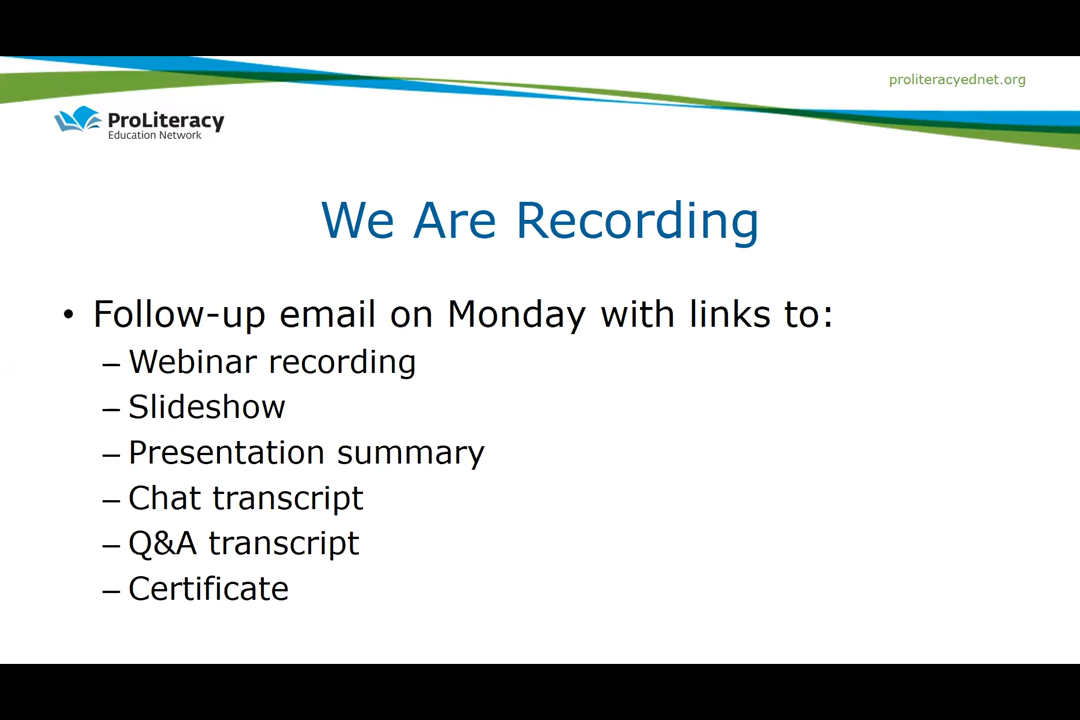 proliteracyednet.org
ProLiteracy
Education Network
We Are Recording
• Follow-up email on Monday with links to:
– Webinar recording
– Slideshow
– Presentation summary
– Chat transcript
– Q&A transcript
– Certificate